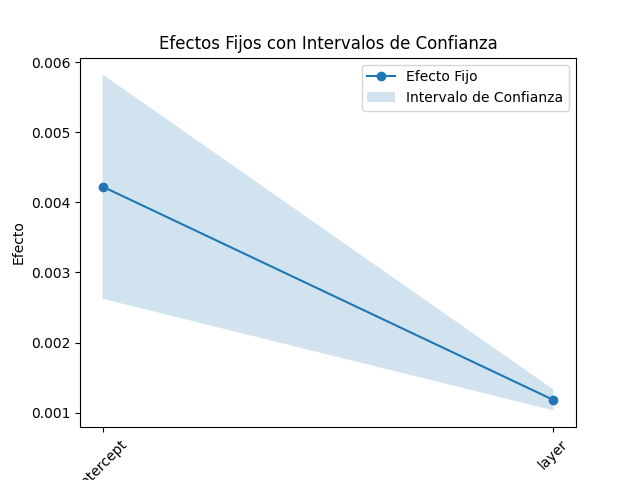 Efectos Fijos con Intervalos de Confianza
Efecto Fijo
Intervalo de Confianza
0.006
0.005
0.004
0.003
0.002
0.001
Efecto
ntercept
layer